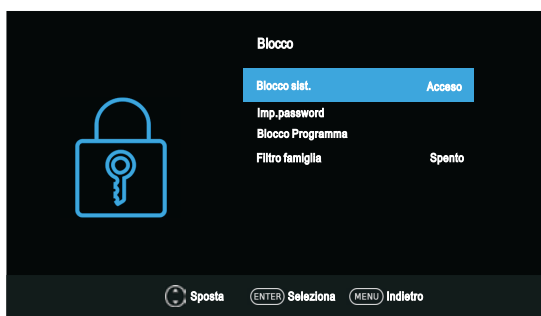 Blocco
Blocco sist. Acceso
Imp.password
Blocco Programma
Filtro famiglia Spento
Sposta ENTER Seleziona MENU Indietro